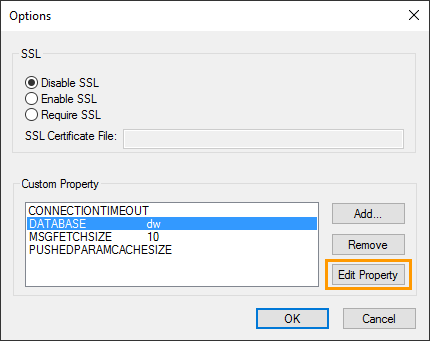 Options
SSL
Disable SSL
Enable SSL
Require SSL
SSL Certificate File:
Custom Property
CONNECTIONTIMEOUT
DATABASE dw
MSGFETCHSIZE 10
PUSHEDPARAMCACHESIZE
Add...
Remove
Edit Property
OK
Cancel